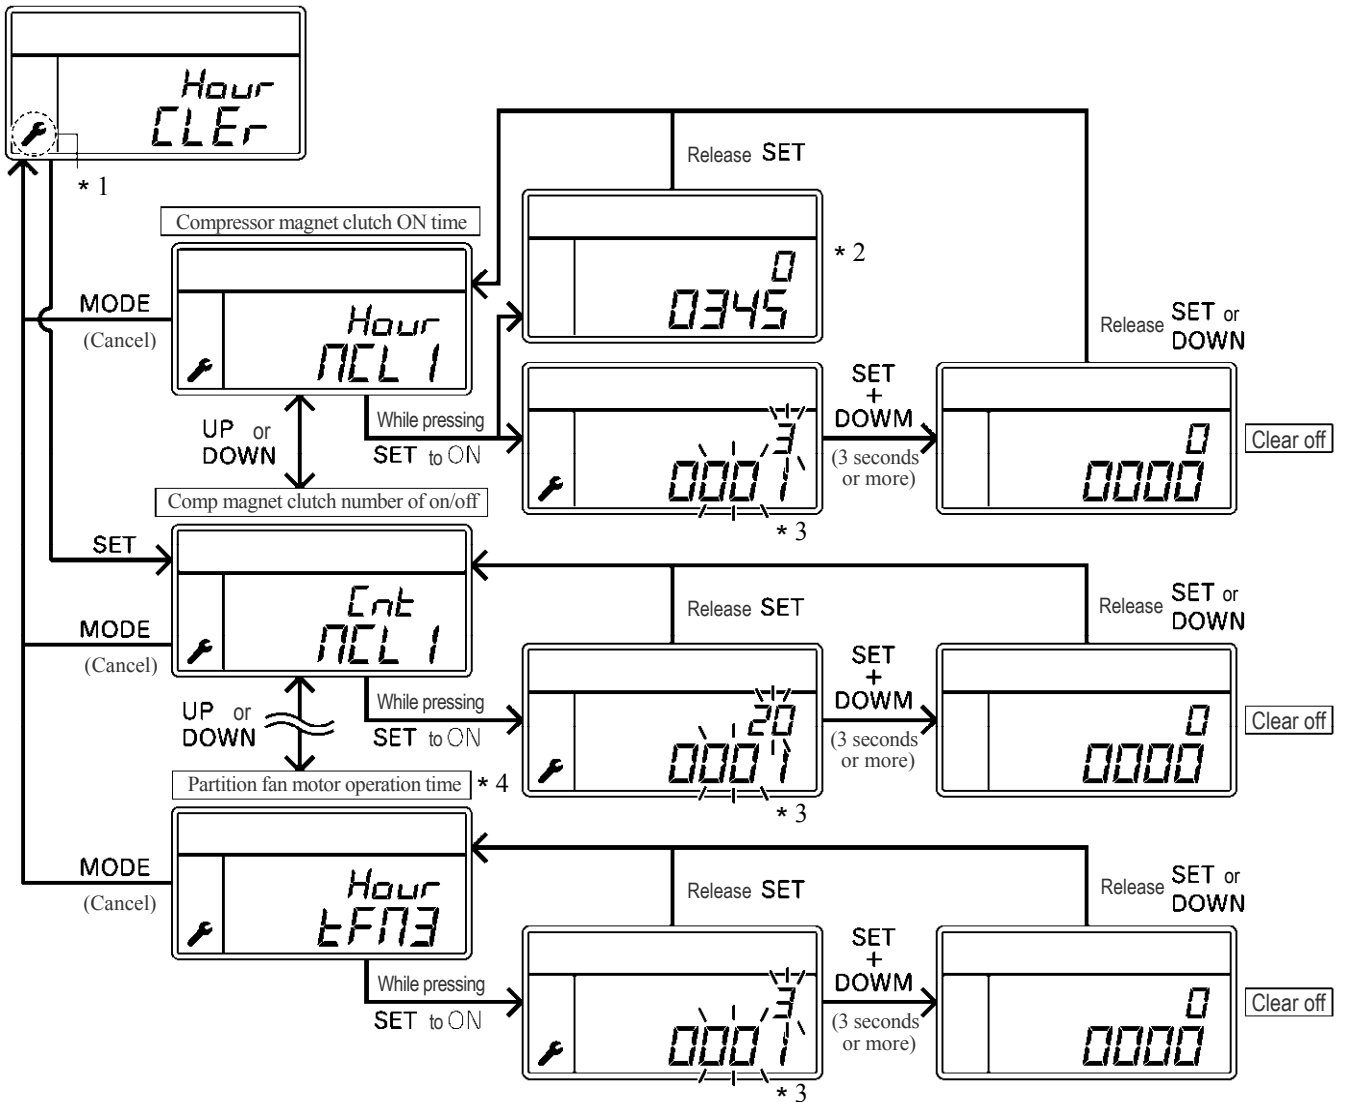 Hour
CLEr
* 1
Release SET
Compressor magnet clutch ON time
0
0345
* 2
MODE
(Cancel)
Hour
MCL 1
Release SET or
DOWN
UP or
DOWN
While pressing
SET to ON
3
0001
* 3
SET
+
DOWM
(3 seconds
or more)
0
0000
Clear off
Comp magnet clutch number of on/off
SET
Cnt
MCL 1
MODE
(Cancel)
Release SET
Release SET or
DOWN
UP or
DOWN
While pressing
SET to ON
20
0001
* 3
SET
+
DOWM
(3 seconds
or more)
0
0000
Clear off
Partition fan motor operation time * 4
MODE
(Cancel)
Hour
tFM3
Release SET
Release SET or
DOWN
While pressing
SET to ON
3
0001
* 3
SET
+
DOWM
(3 seconds
or more)
0
0000
Clear off